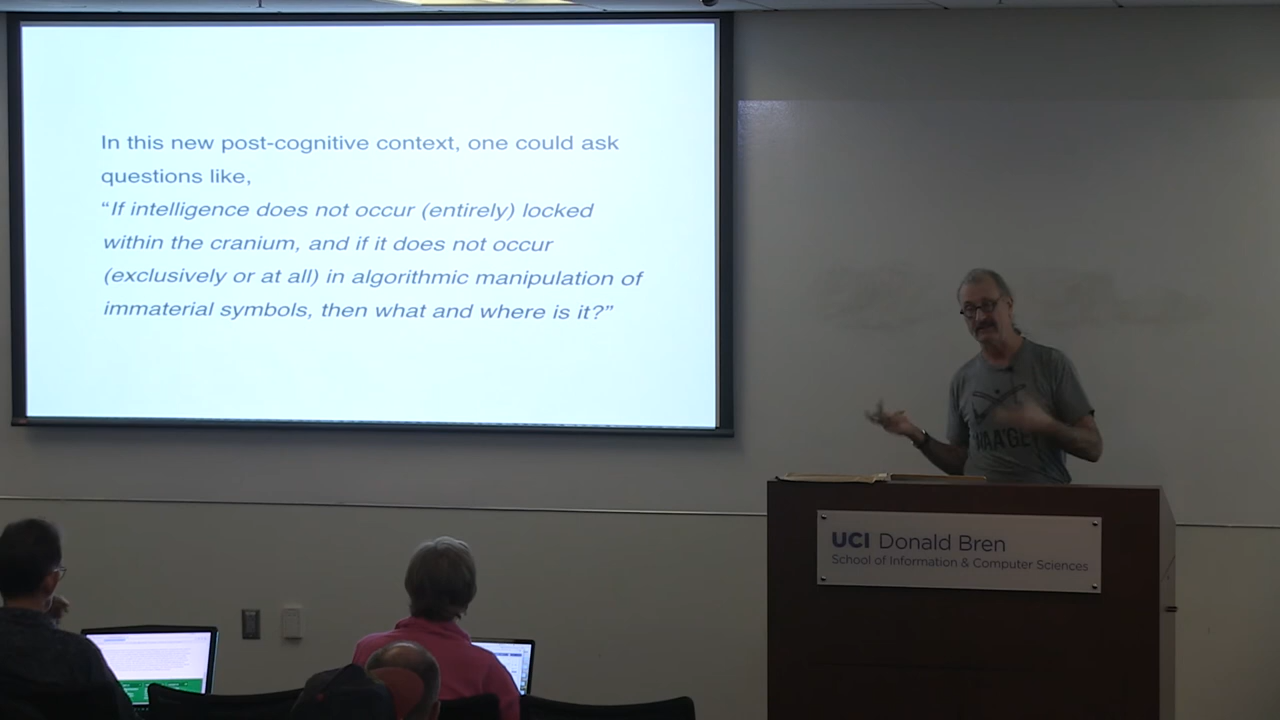 In this new post-cognitive context, one could ask
questions like,
“If intelligence does not occur (entirely) locked
within the cranium, and if it does not occur
(exclusively or at all) in algorithmic manipulation of
immaterial symbols, then what and where is it?”
UCI Donald Bren
School of Information & Computer Sciences